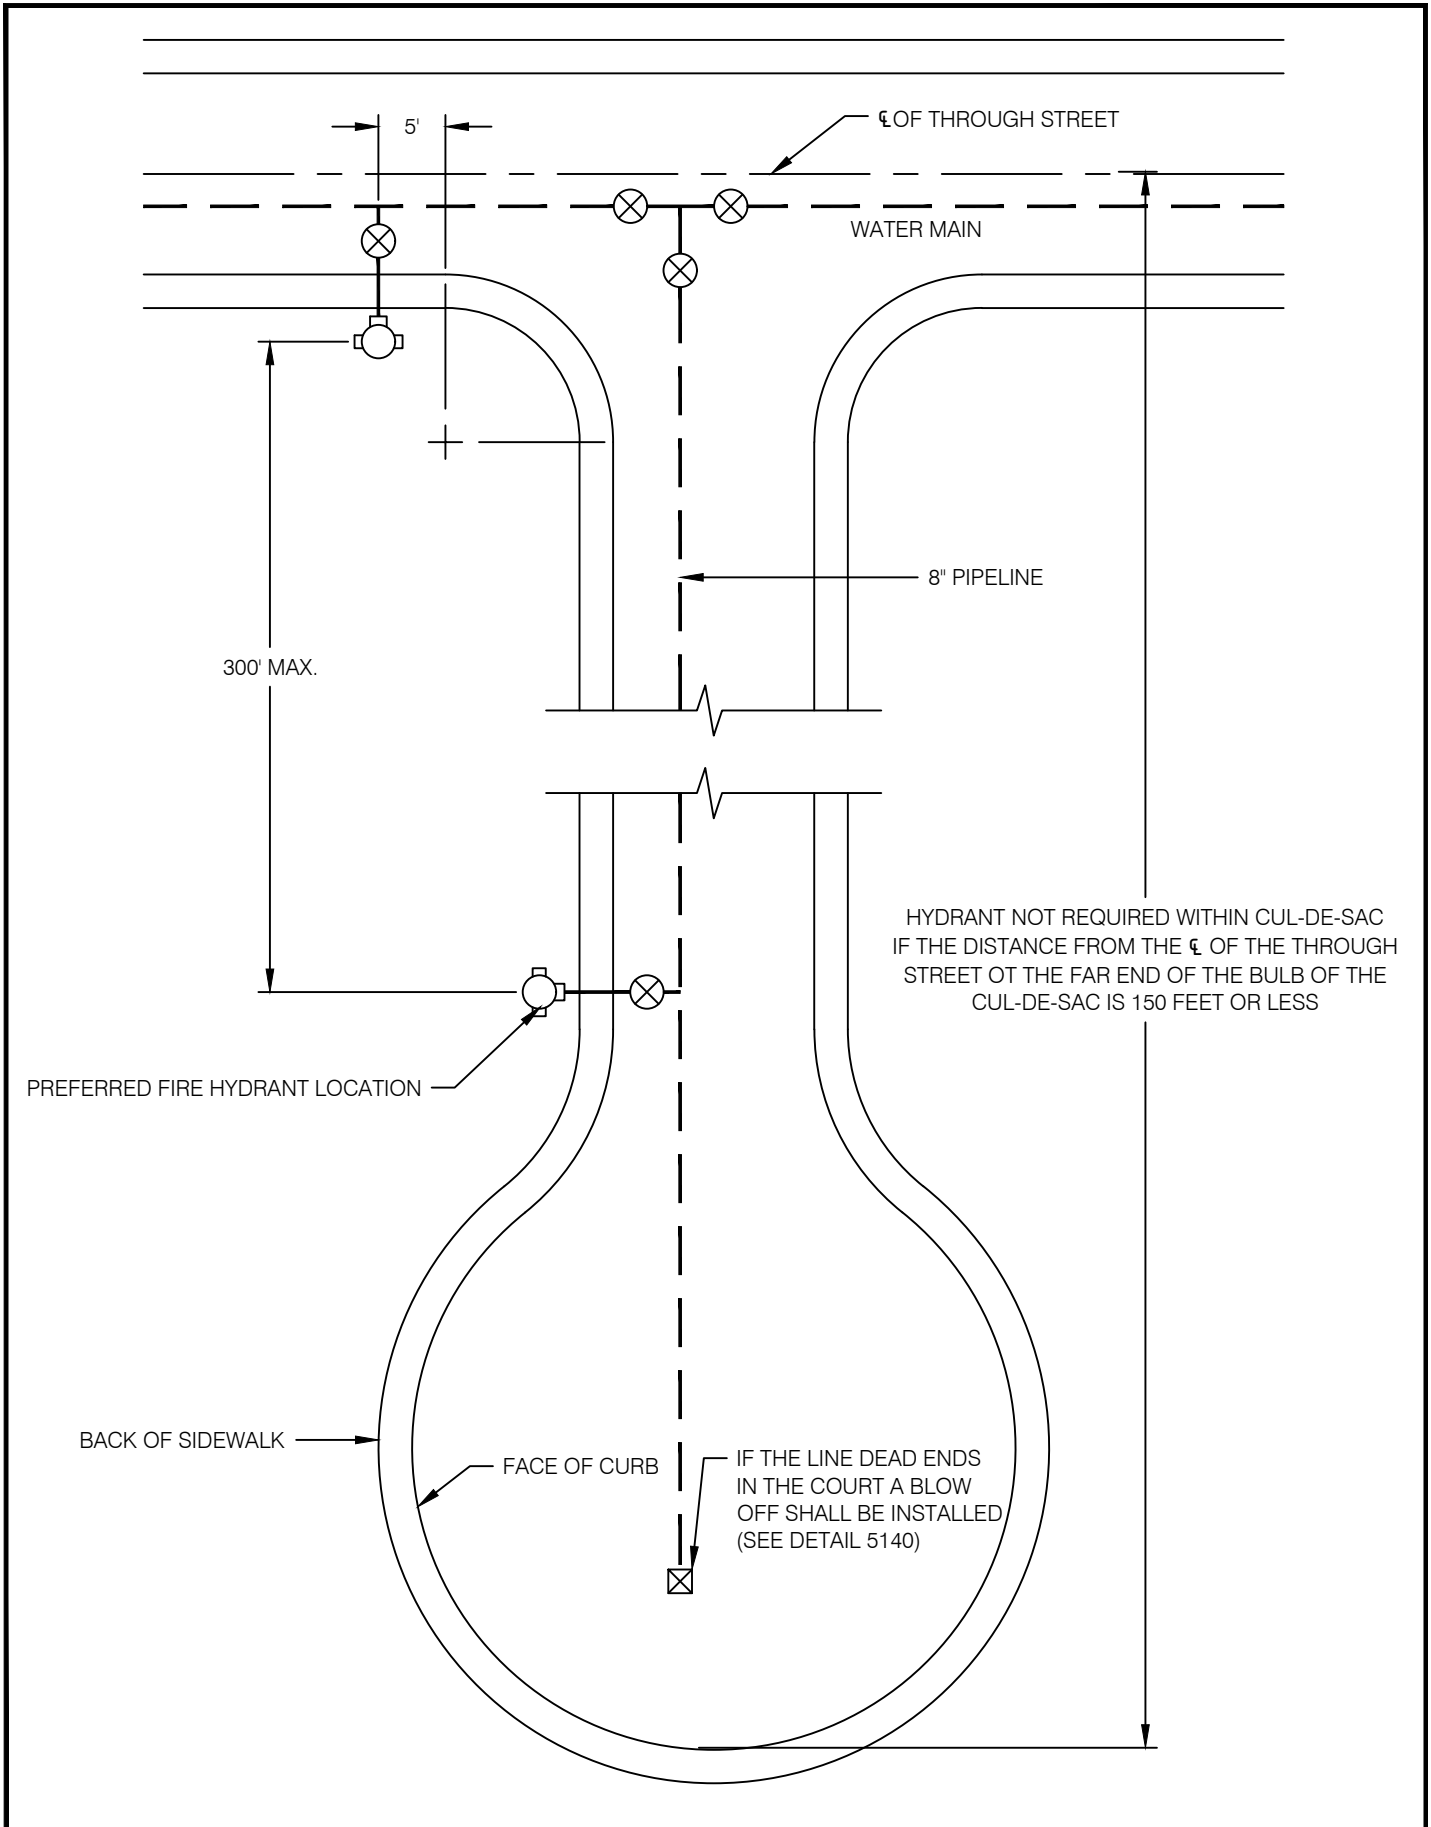 5'
℄ OF THROUGH STREET
WATER MAIN
8" PIPELINE
300' MAX.
HYDRANT NOT REQUIRED WITHIN CUL-DE-SAC
IF THE DISTANCE FROM THE ℄ OF THE THROUGH
STREET OT THE FAR END OF THE BULB OF THE
CUL-DE-SAC IS 150 FEET OR LESS
PREFERRED FIRE HYDRANT LOCATION
BACK OF SIDEWALK
FACE OF CURB
IF THE LINE DEAD ENDS
IN THE COURT A BLOW
OFF SHALL BE INSTALLED
(SEE DETAIL 5140)